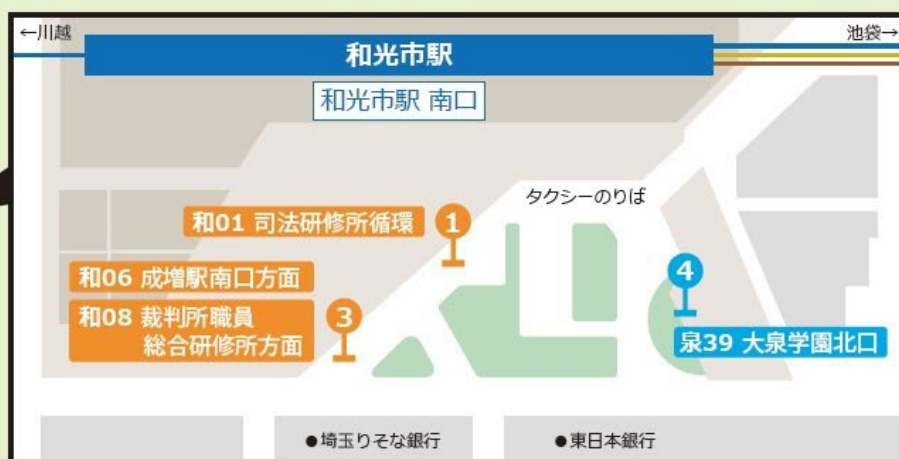 ←川越
池袋→
和光市駅
和光市駅 南口
タクシーのりば
和01 司法研修所循環
1
和06 成増駅南口方面
和08 裁判所職員
総合研修所方面
3
4
泉39 大泉学園北口
●埼玉りそな銀行
●東日本銀行